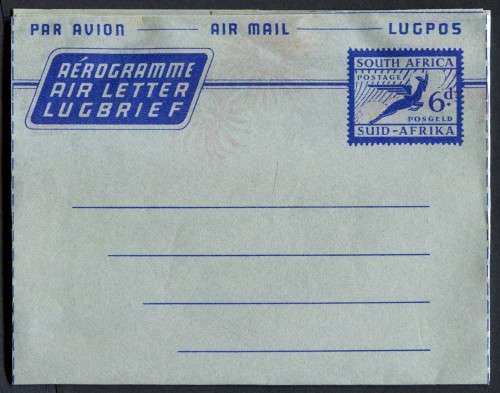 PAR AVION — AIR MAIL — LUGPOS
AÉROGRAMME
AIR LETTER
LUGBRIEF
SOUTH AFRICA
POSTAGE
6d.
POSGELD
SUID-AFRIKA